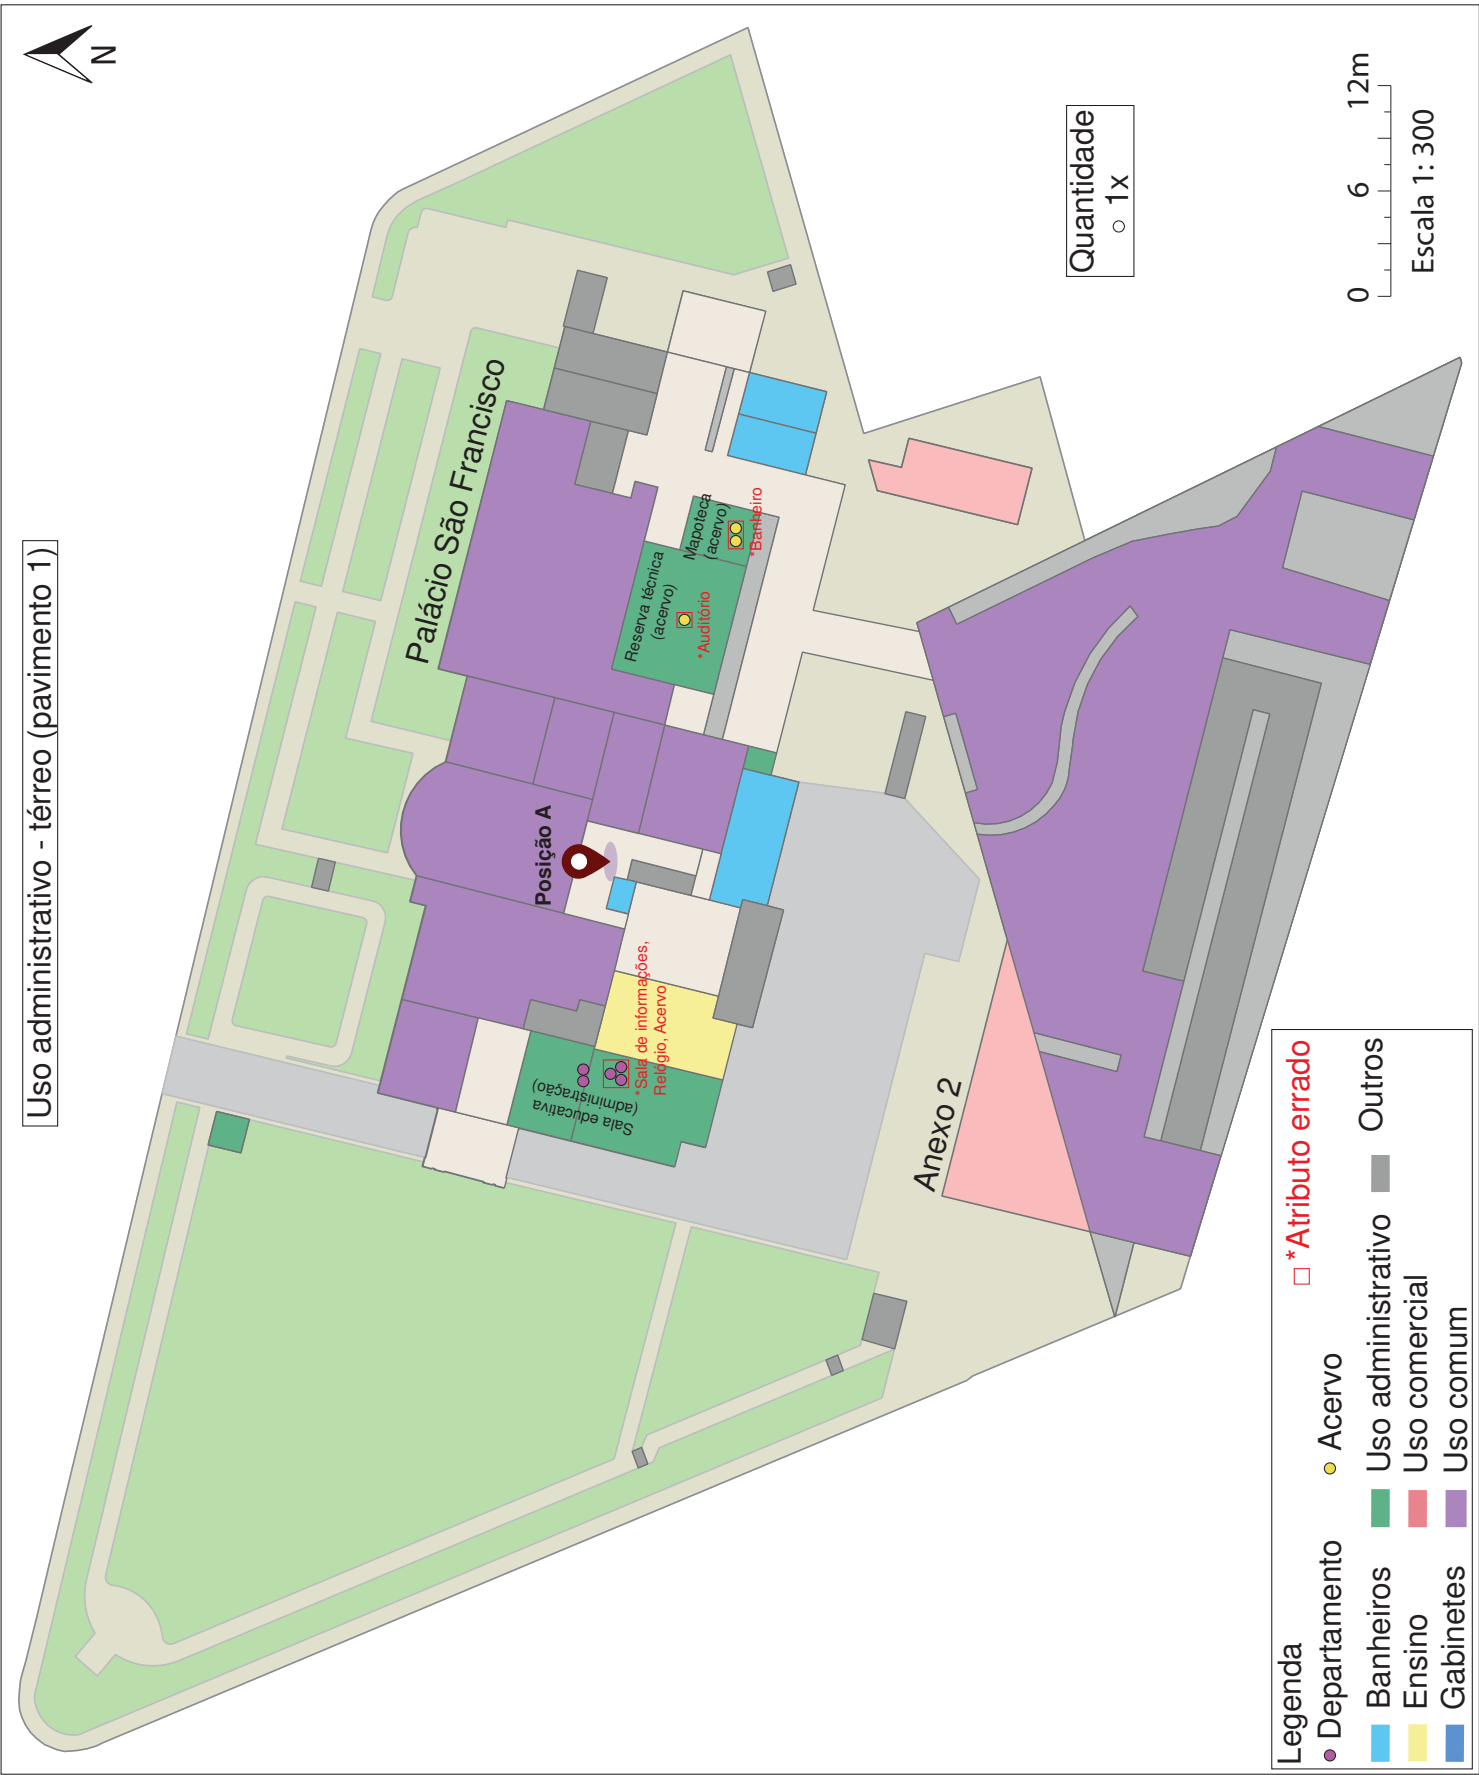 Uso administrativo - térreo (pavimento 1)
N
Palácio São Francisco
Posição A
Reserva técnica
(acervo)
*Auditório
Mapoteca
(acervo)
*Banheiro
Sala educativa
(administração)
*Sala de informações,
Relógio, Acervo
Anexo 2
Quantidade
1x
0 6 12m
Escala 1: 300
Legenda
*Atributo errado
Departamento
Acervo
Banheiros
Uso administrativo
Outros
Ensino
Uso comercial
Gabinetes
Uso comum